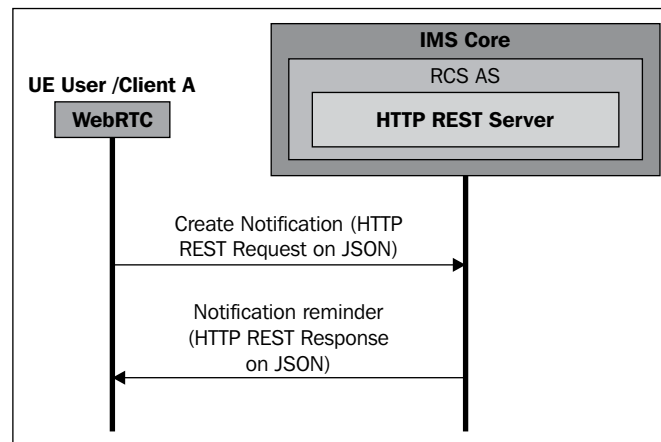 IMS Core
RCS AS
HTTP REST Server
UE User /Client A
WebRTC
Create Notification (HTTP
REST Request on JSON)
Notification reminder
(HTTP REST Response
on JSON)